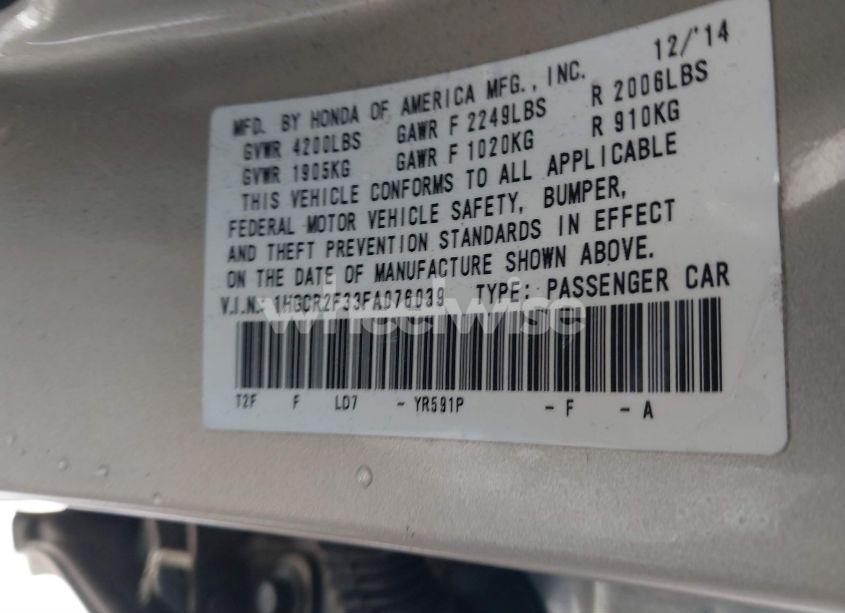 12/'14
MFD. BY HONDA OF AMERICA MFG., INC.
GVWR 4200LBS GAWR F 2249LBS R 2006LBS
GVWR 1905KG GAWR F 1020KG R 910KG
THIS VEHICLE CONFORMS TO ALL APPLICABLE
FEDERAL MOTOR VEHICLE SAFETY, BUMPER,
AND THEFT PREVENTION STANDARDS IN EFFECT
ON THE DATE OF MANUFACTURE SHOWN ABOVE.
V.I.N.: 1HGCR2F33FA076039 TYPE: PASSENGER CAR
wheelwise
T2F F LD7 - YR591P - F - A